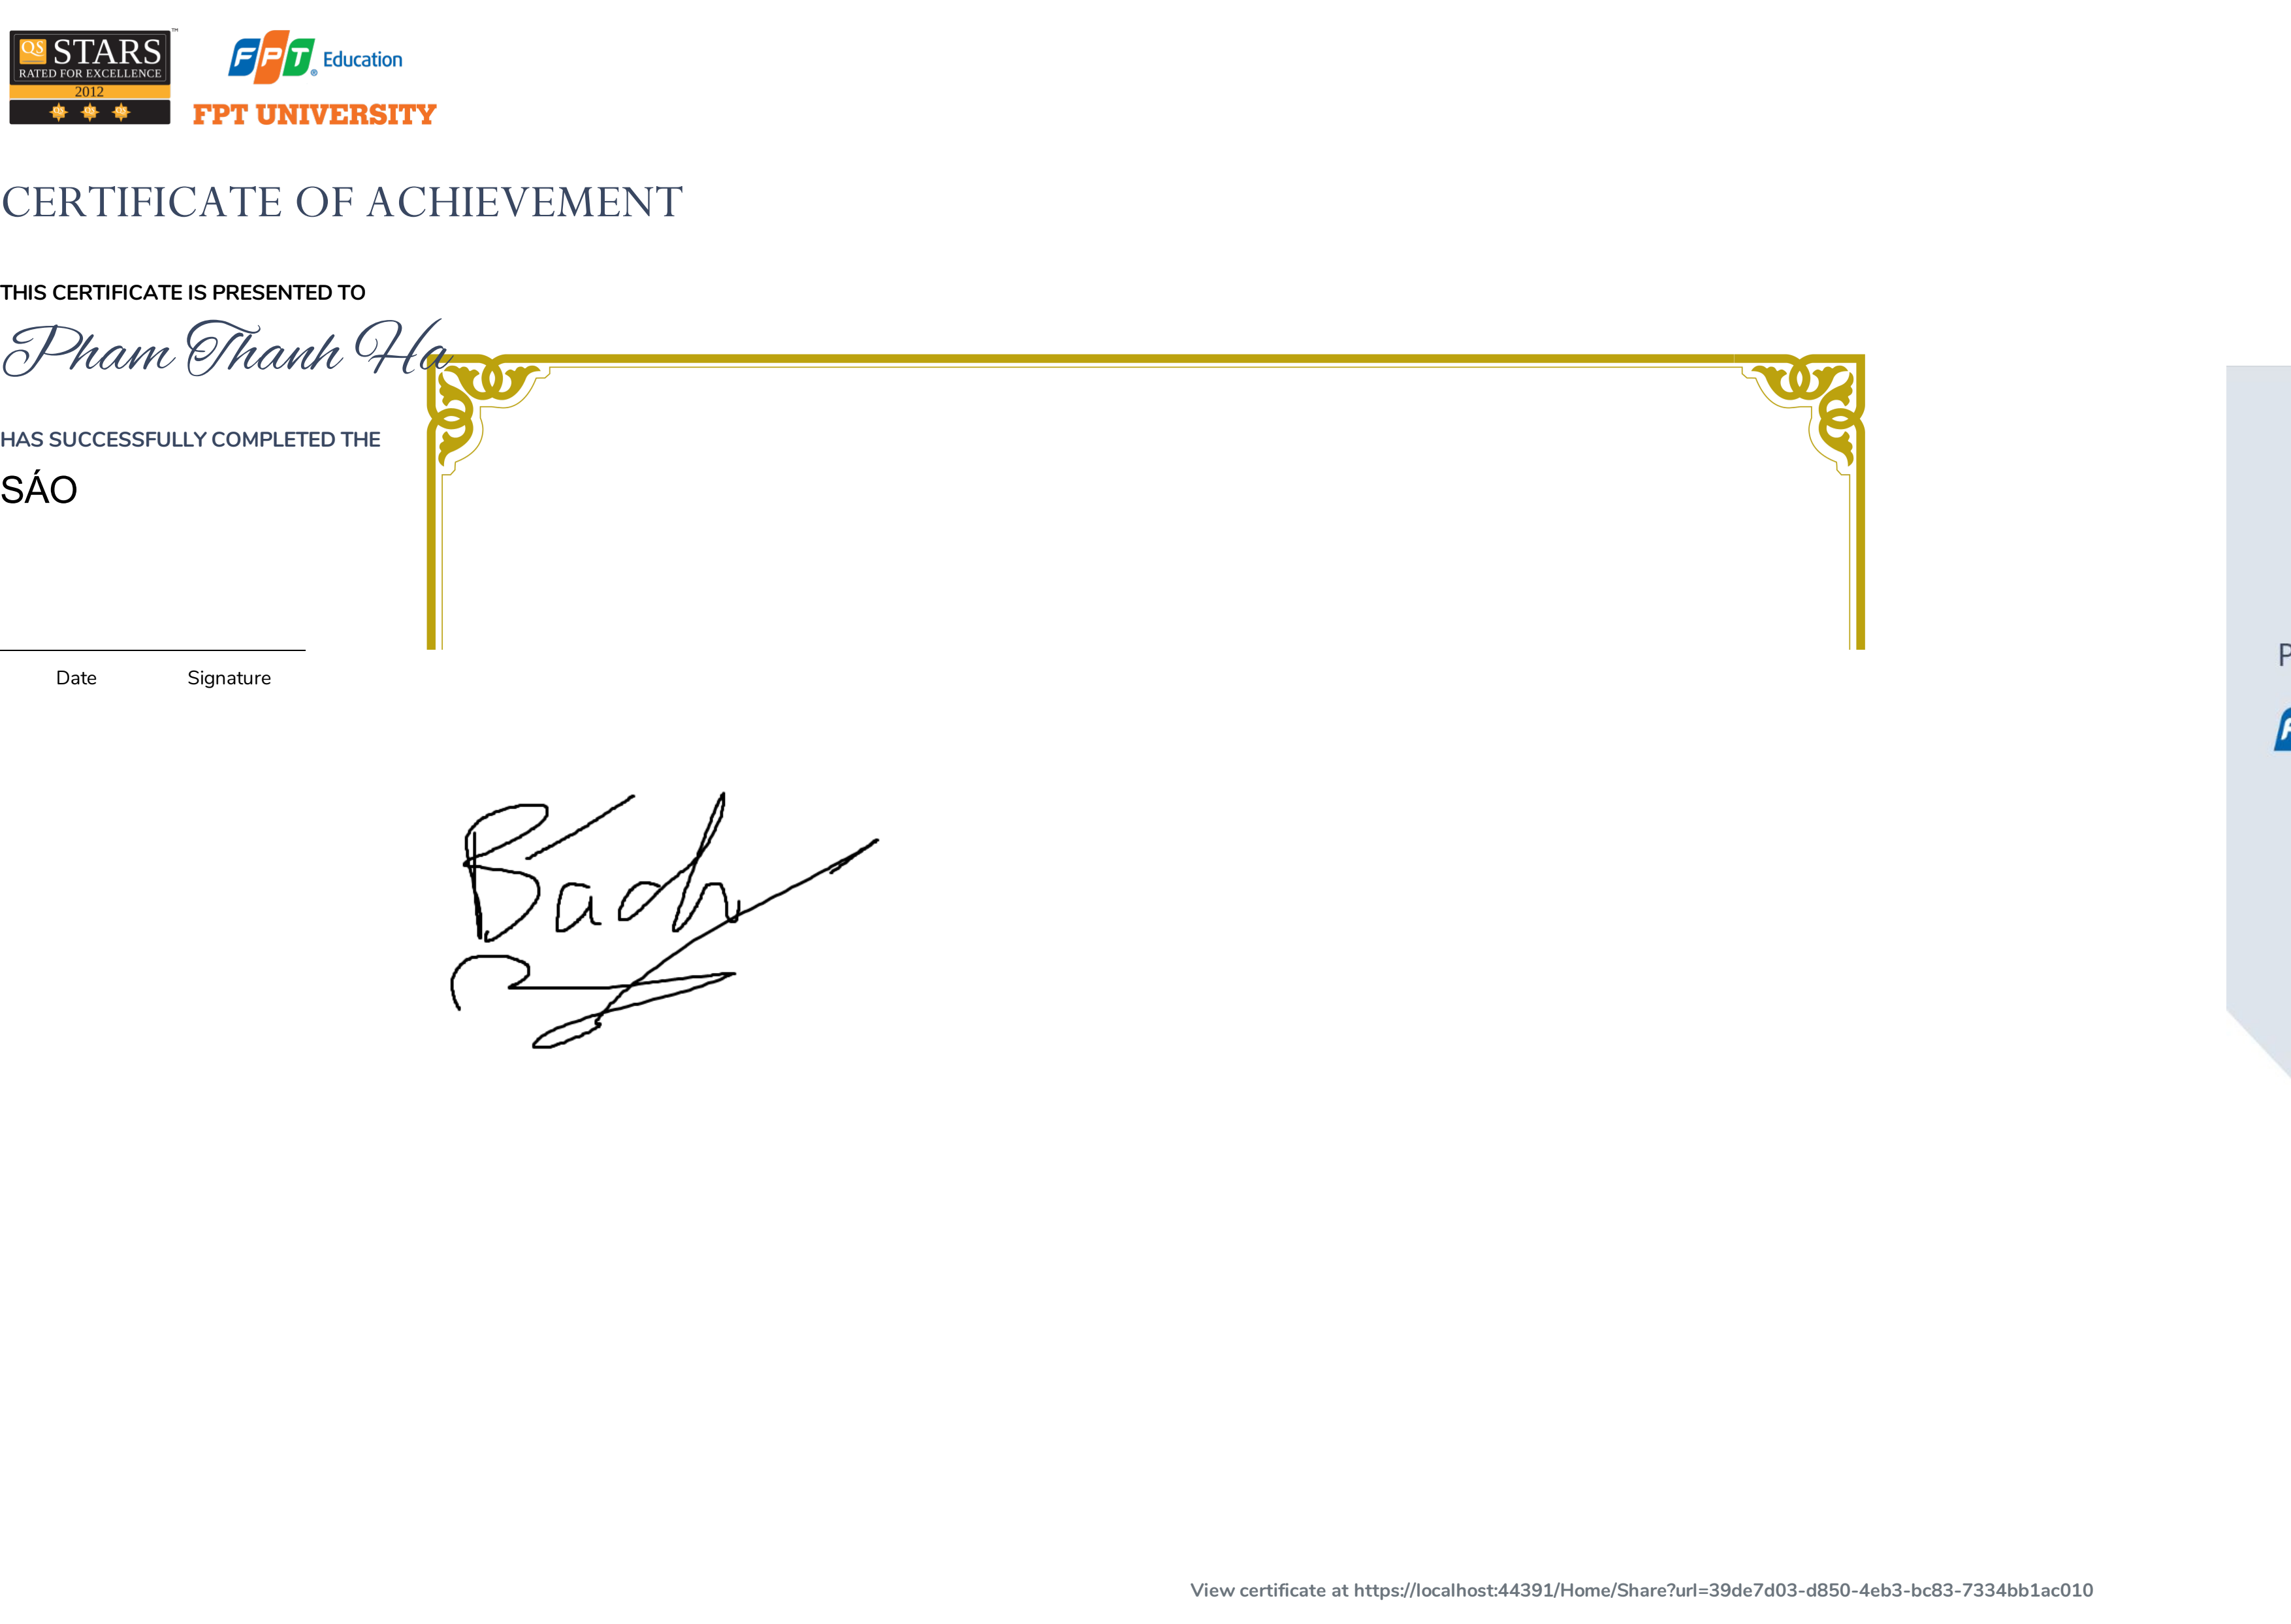 QS STARS™
RATED FOR EXCELLENCE
2012
FPT® Education
FPT UNIVERSITY
CERTIFICATE OF ACHIEVEMENT
THIS CERTIFICATE IS PRESENTED TO
Pham Thanh Ha
HAS SUCCESSFULLY COMPLETED THE
SÁO
Date Signature
P
F
Bách
View certificate at https://localhost:44391/Home/Share?url=39de7d03-d850-4eb3-bc83-7334bb1ac010